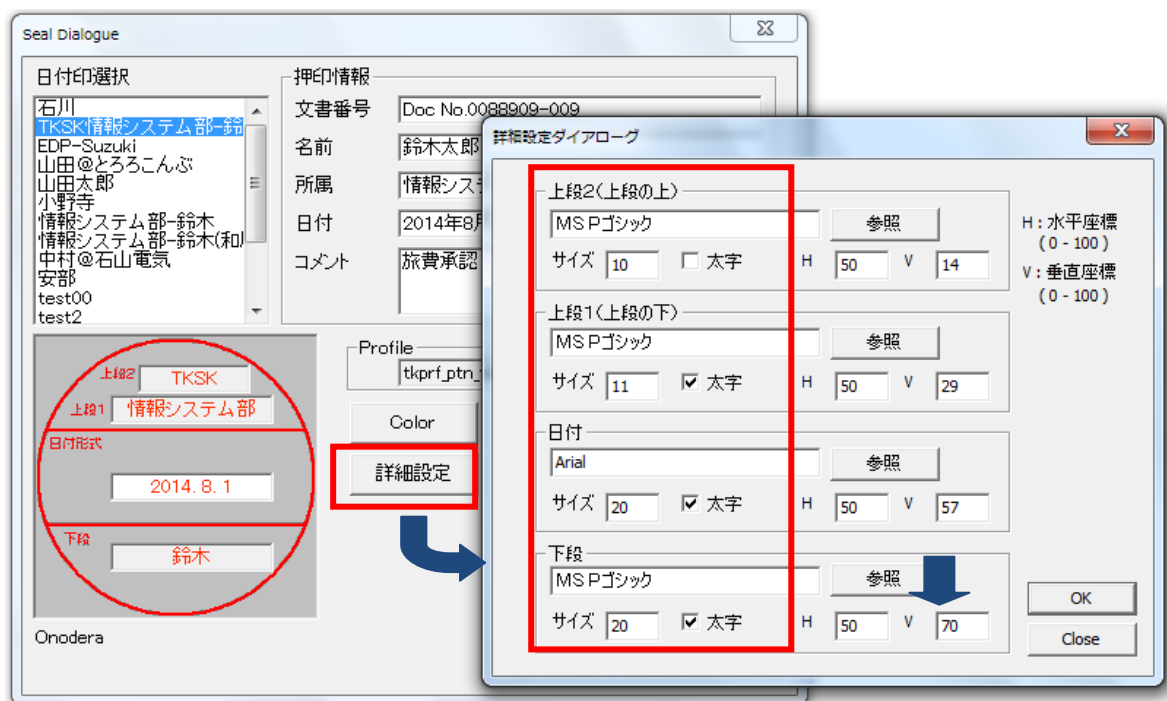 Seal Dialogue
日付印選択
石川
TKSK情報システム部-鈴
EDP-Suzuki
山田@とろろこんぶ
山田太郎
小野寺
情報システム部-鈴木
情報システム部-鈴木(和
中村@石山電気
安部
test00
test2
押印情報
文書番号 Doc No.0088909-009
名前 鈴木太郎
所属 情報シス
日付 2014年8
コメント 旅費承認
上段2 TKSK
上段1 情報システム部
日付形式
2014. 8. 1
下段
鈴木
Onodera
Profile
tkprf_ptn_
Color
詳細設定
詳細設定ダイアローグ
上段2(上段の上)
MS Pゴシック 参照
サイズ 10 太字 H 50 V 14
上段1(上段の下)
MS Pゴシック 参照
サイズ 11 太字 H 50 V 29
日付
Arial 参照
サイズ 20 太字 H 50 V 57
下段
MS Pゴシック 参照
サイズ 20 太字 H 50 V 70
H : 水平座標
( 0 - 100 )
V : 垂直座標
( 0 - 100 )
OK
Close